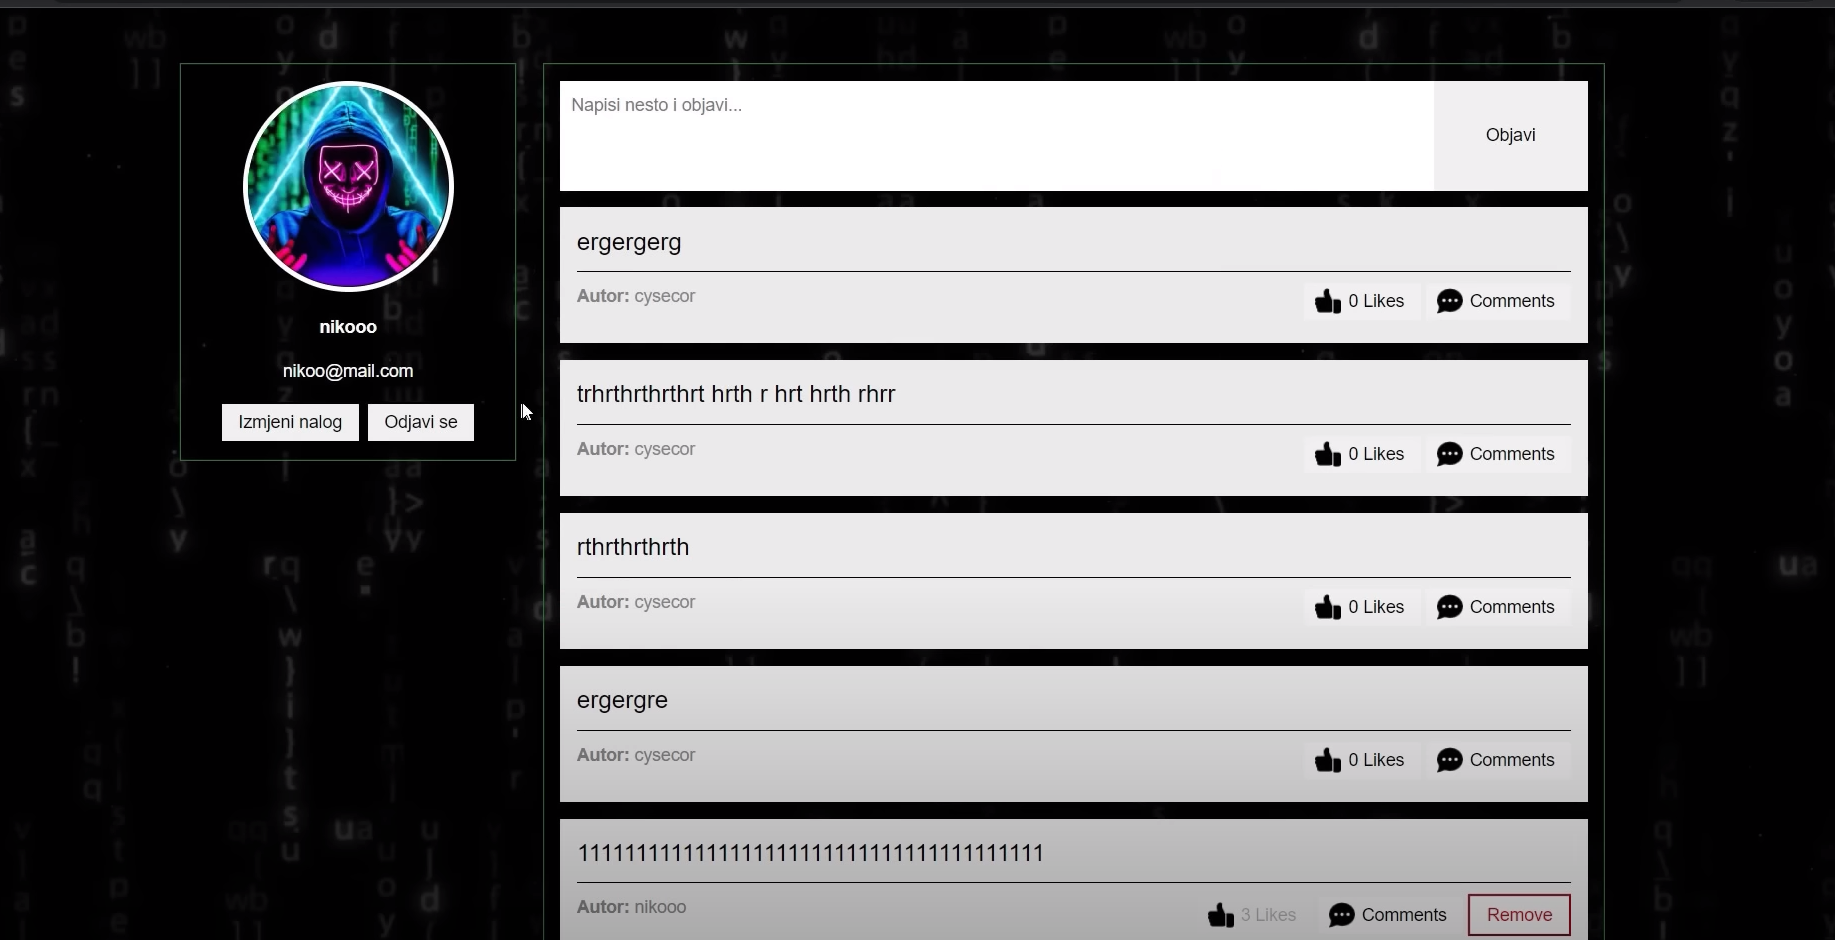 nikooo
nikoo@mail.com
Izmjeni nalog
Odjavi se
Napisi nesto i objavi...
Objavi
ergergerg
Autor: cysecor
0 Likes
Comments
trhrthrthrthrt hrth r hrt hrth rhrr
Autor: cysecor
0 Likes
Comments
rthrthrthrth
Autor: cysecor
0 Likes
Comments
ergergre
Autor: cysecor
0 Likes
Comments
Autor: nikooo
3 Likes
Comments
Remove